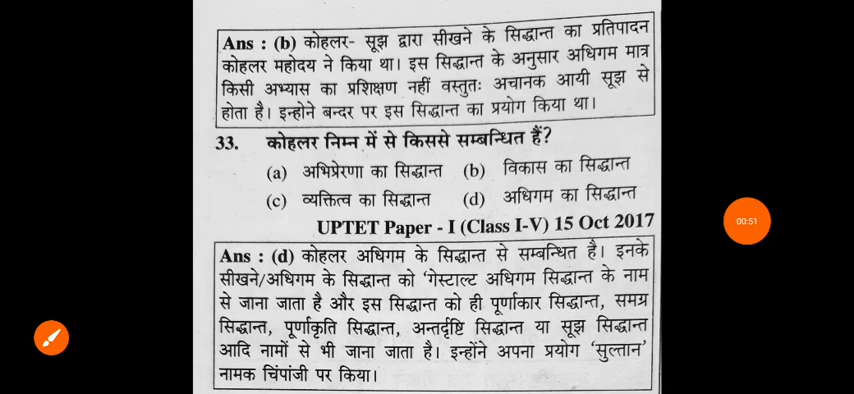 Ans : (b) कोहलर- सूझ द्वारा सीखने के सिद्धान्त का प्रतिपादन
कोहलर महोदय ने किया था। इस सिद्धान्त के अनुसार अधिगम मात्र
किसी अभ्यास का प्रशिक्षण नहीं वस्तुतः अचानक आयी सूझ से
होता है। इन्होने बन्दर पर इस सिद्धान्त का प्रयोग किया था।
33. कोहलर निम्न में से किससे सम्बन्धित हैं?
(a) अभिप्रेरणा का सिद्धान्त (b) विकास का सिद्धान्त
(c) व्यक्तित्व का सिद्धान्त (d) अधिगम का सिद्धान्त
UPTET Paper - I (Class I-V) 15 Oct 2017
Ans : (d) कोहलर अधिगम के सिद्धान्त से सम्बन्धित है। इनके
सीखने/अधिगम के सिद्धान्त को ‘गेस्टाल्ट अधिगम सिद्धान्त के नाम
से जाना जाता है और इस सिद्धान्त को ही पूर्णाकार सिद्धान्त, समग्र
सिद्धान्त, पूर्णाकृति सिद्धान्त, अन्तर्दृष्टि सिद्धान्त या सूझ सिद्धान्त
आदि नामों से भी जाना जाता है। इन्होंने अपना प्रयोग ‘सुल्तान’
नामक चिंपांजी पर किया।
00:51